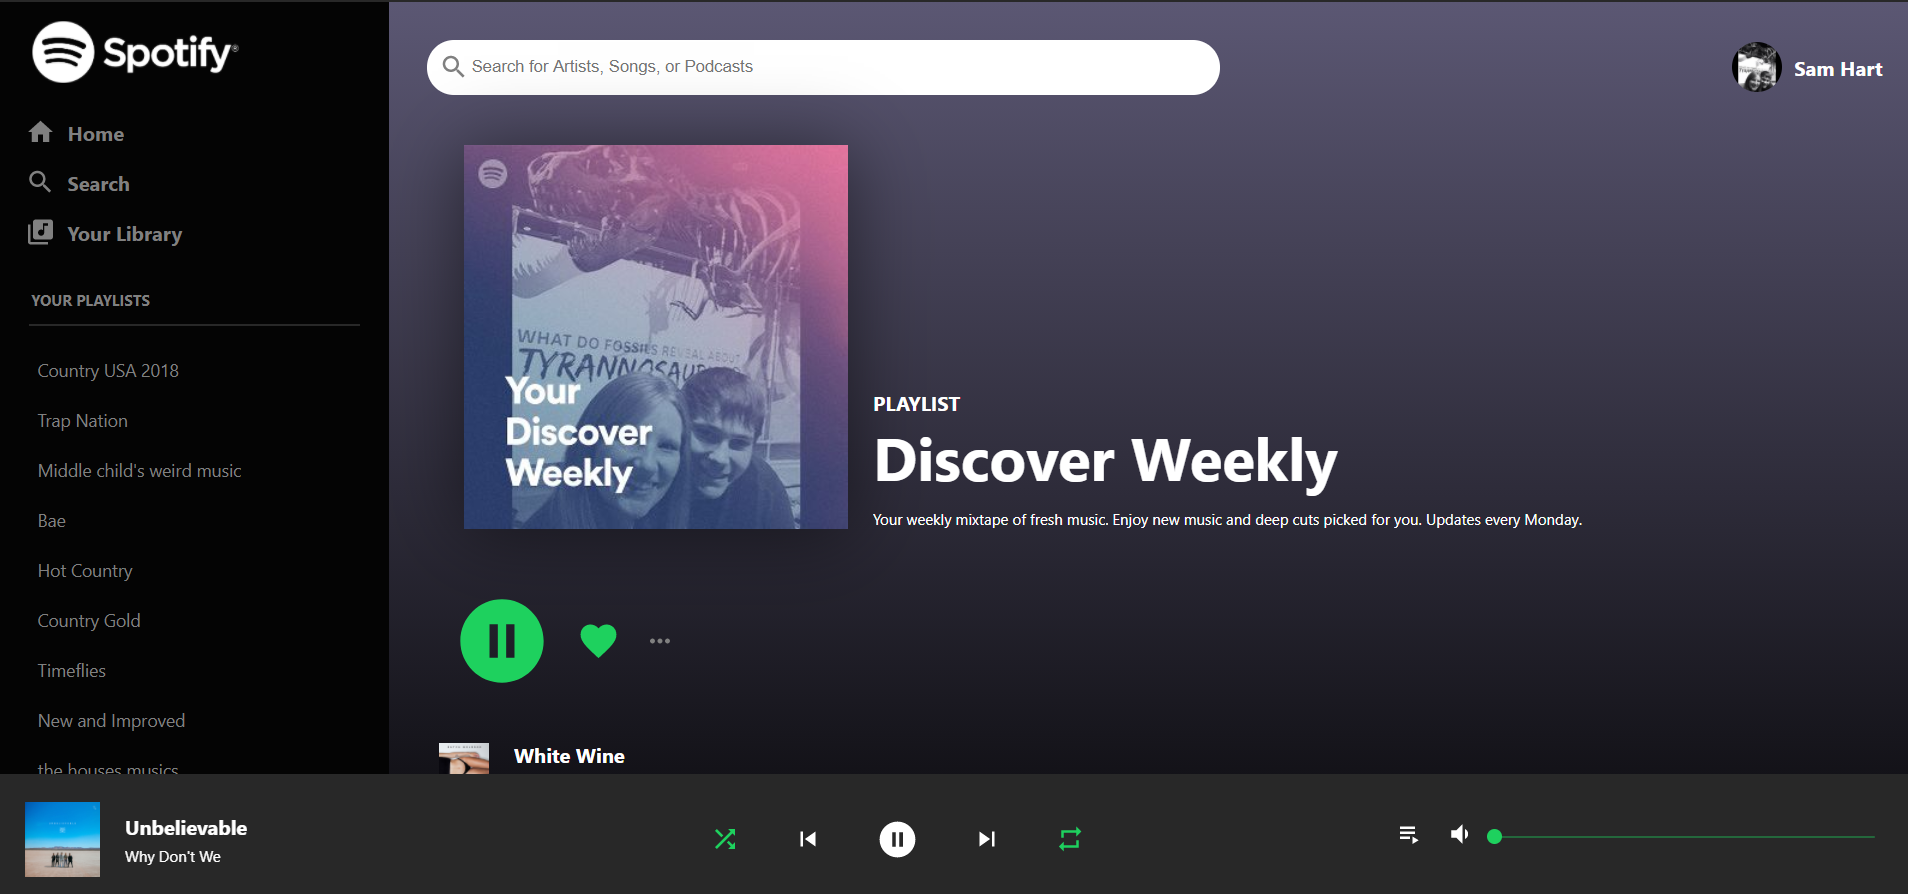 Spotify®
Home
Search
Your Library
YOUR PLAYLISTS
Country USA 2018
Trap Nation
Middle child's weird music
Bae
Hot Country
Country Gold
Timeflies
New and Improved
the houses musics
Search for Artists, Songs, or Podcasts
Sam Hart
WHAT DO FOSSILS REVEAL ABOUT
Your
Discover
Weekly
PLAYLIST
Discover Weekly
Your weekly mixtape of fresh music. Enjoy new music and deep cuts picked for you. Updates every Monday.
White Wine
Unbelievable
Why Don't We